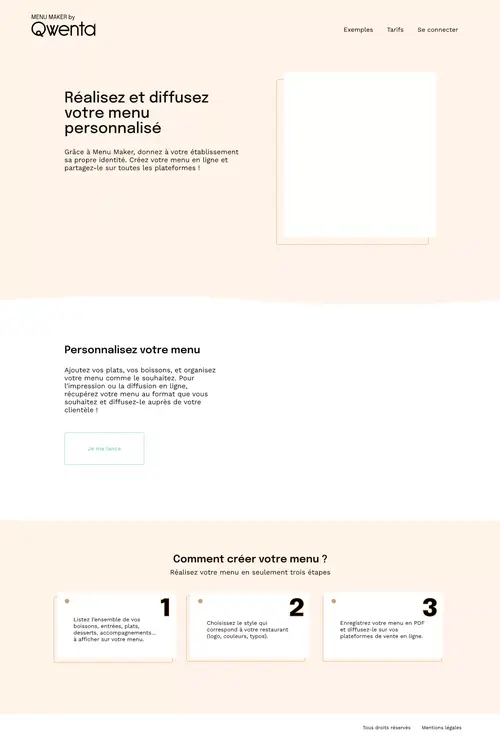 MENU MAKER by
Qwenta
Exemples
Tarifs
Se connecter
Réalisez et diffusez
votre menu
personnalisé
Grâce à Menu Maker, donnez à votre établissement
sa propre identité. Créez votre menu en ligne et
partagez-le sur toutes les plateformes !
Personnalisez votre menu
Ajoutez vos plats, vos boissons, et organisez
votre menu comme le souhaitez. Pour
l'impression ou la diffusion en ligne,
récupérez votre menu au format que vous
souhaitez et diffusez-le auprès de votre
clientèle !
Je me lance
Comment créer votre menu ?
Réalisez votre menu en seulement trois étapes
1
Listez l'ensemble de vos
boissons, entrées, plats,
desserts, accompagnements...
à afficher sur votre menu.
2
Choisissez le style qui
correspond à votre restaurant
(logo, couleurs, typos).
3
Enregistrez votre menu en PDF
et diffusez-le sur vos
plateformes de vente en ligne.
Tous droits réservés
Mentions légales